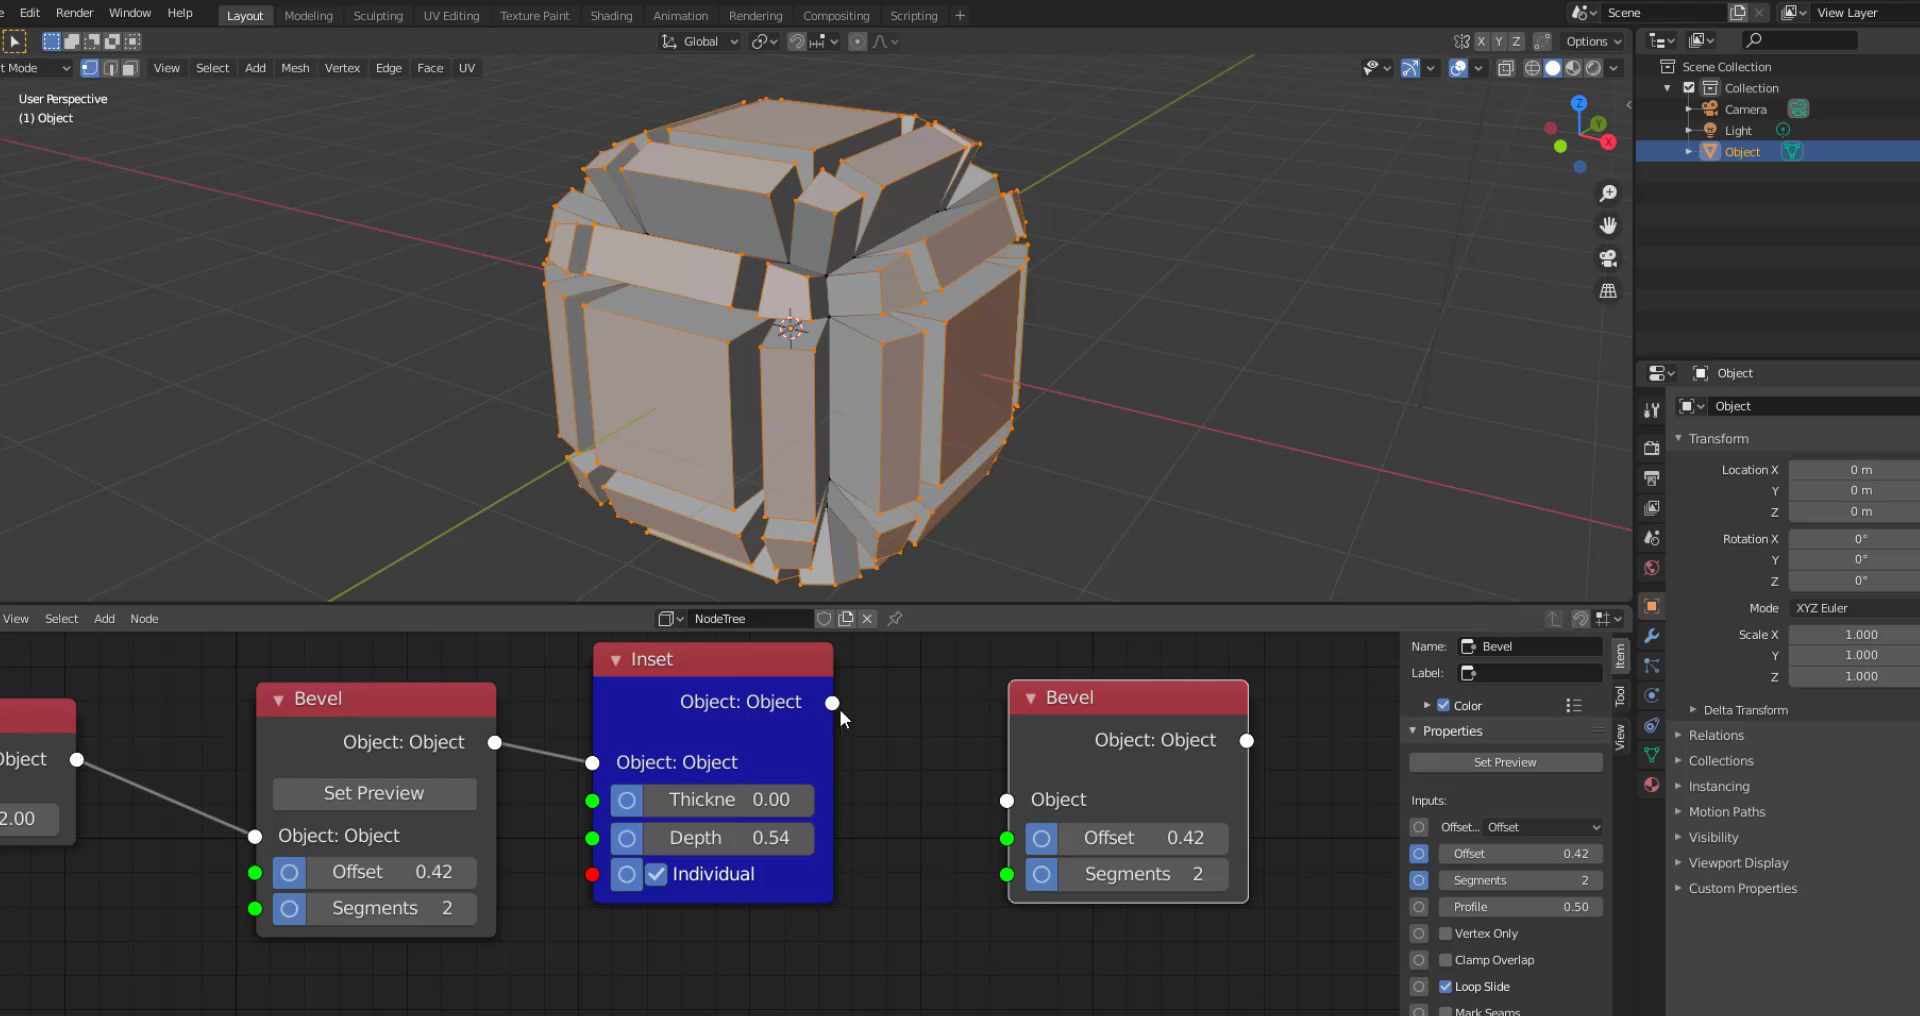 Edit Render Window Help Layout Modeling Sculpting UV Editing Texture Paint Shading Animation Rendering Compositing Scripting + Scene View Layer
Global X Y Z Options
t Mode View Select Add Mesh Vertex Edge Face UV
User Perspective
(1) Object
Z
Y
X
Scene Collection
Collection
Camera
Light
Object
Object
Object
Transform
Location X 0 m
Y 0 m
Z 0 m
Rotation X 0°
Y 0°
Z 0°
Mode XYZ Euler
Scale X 1.000
Y 1.000
Z 1.000
Delta Transform
Relations
Collections
Instancing
Motion Paths
Visibility
Viewport Display
Custom Properties
View Select Add Node NodeTree
Object
2.00
Bevel
Object: Object
Set Preview
Object: Object
Offset 0.42
Segments 2
Inset
Object: Object
Object: Object
Thickne 0.00
Depth 0.54
Individual
Bevel
Object: Object
Object
Offset 0.42
Segments 2
Name: Bevel
Label:
Color
Properties
Set Preview
Inputs:
Offset... Offset
Offset 0.42
Segments 2
Profile 0.50
Vertex Only
Clamp Overlap
Loop Slide
Mark Seams
Item
Tool
View